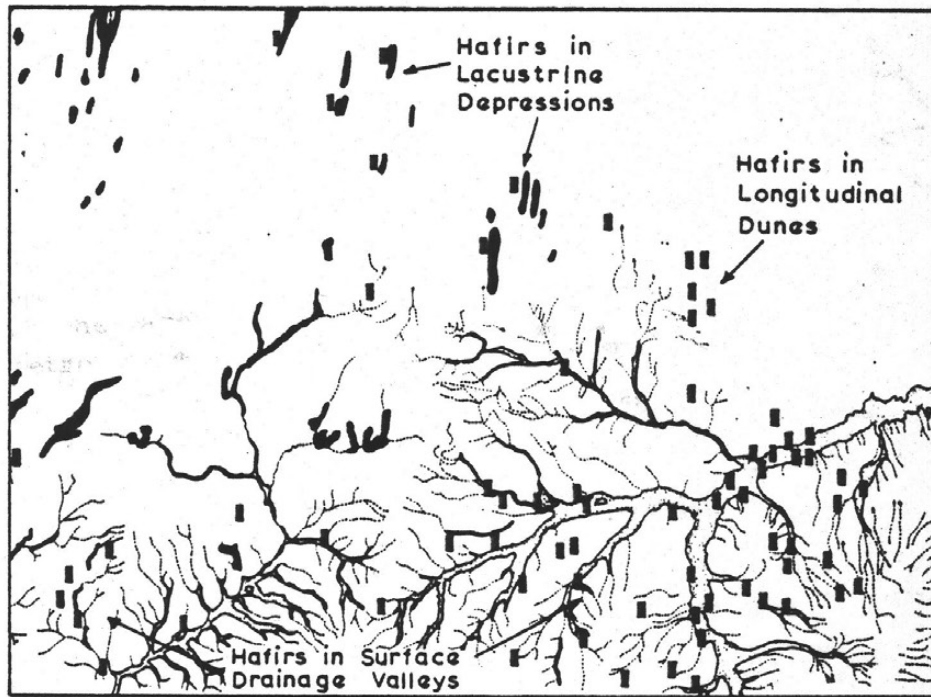 Hafirs in
Lacustrine
Depressions
Hafirs in
Longitudinal
Dunes
Hafirs in Surface
Drainage Valleys